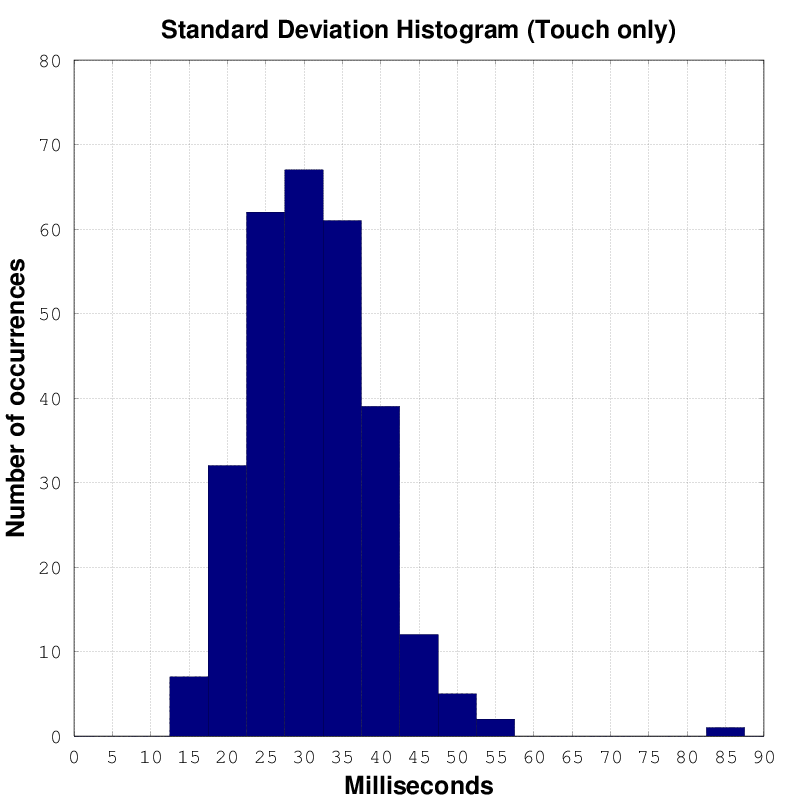 Standard Deviation Histogram (Touch only)
80
70
60
50
40
30
20
10
0
Number of occurrences
0 5 10 15 20 25 30 35 40 45 50 55 60 65 70 75 80 85 90
Milliseconds